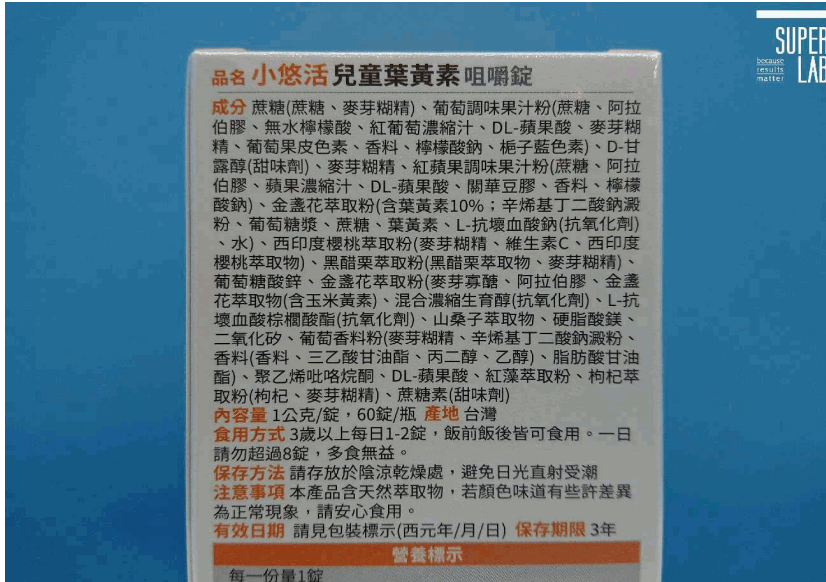 SUPER
because
results
matter
LAB
品名 小悠活 兒童葉黃素 咀嚼錠
成分 蔗糖(蔗糖、麥芽糊精)、葡萄調味果汁粉(蔗糖、阿拉
伯膠、無水檸檬酸、紅葡萄濃縮汁、DL-蘋果酸、麥芽糊
精、葡萄果皮色素、香料、檸檬酸鈉、梔子藍色素)、D-甘
露醇(甜味劑)、麥芽糊精、紅蘋果調味果汁粉(蔗糖、阿拉
伯膠、蘋果濃縮汁、DL-蘋果酸、關華豆膠、香料、檸檬
酸鈉)、金盞花萃取粉(含葉黃素10%；辛烯基丁二酸鈉澱
粉、葡萄糖漿、蔗糖、葉黃素、L-抗壞血酸鈉(抗氧化劑)
、水)、西印度櫻桃萃取粉(麥芽糊精、維生素C、西印度
櫻桃萃取物)、黑醋栗萃取粉(黑醋栗萃取物、麥芽糊精)、
葡萄糖酸鋅、金盞花萃取粉(麥芽寡醣、阿拉伯膠、金盞
花萃取物(含玉米黃素)、混合濃縮生育醇(抗氧化劑)、L-抗
壞血酸棕櫚酸酯(抗氧化劑)、山桑子萃取物、硬脂酸鎂、
二氧化矽、葡萄香料粉(麥芽糊精、辛烯基丁二酸鈉澱粉、
香料(香料、三乙酸甘油酯、丙二醇、乙醇)、脂肪酸甘油
酯)、聚乙烯吡咯烷酮、DL-蘋果酸、紅藻萃取粉、枸杞萃
取粉(枸杞、麥芽糊精)、蔗糖素(甜味劑)
內容量 1公克/錠，60錠/瓶 產地 台灣
食用方式 3歲以上每日1-2錠，飯前飯後皆可食用。一日
請勿超過8錠，多食無益。
保存方法 請存放於陰涼乾燥處，避免日光直射受潮
注意事項 本產品含天然萃取物，若顏色味道有些許差異
為正常現象，請安心食用。
有效日期 請見包裝標示(西元年/月/日) 保存期限 3年
營養標示
每一份量1錠